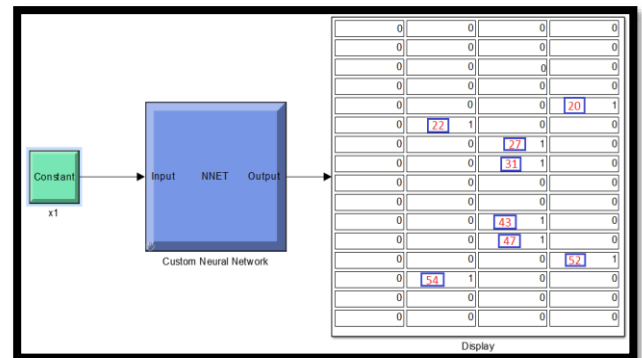 0 0 0 0
0 0 0 0
0 0 0 0
0 0 0 0
0 0 0 20 1
0 22 1 0 0
0 0 27 1 0
0 0 31 1 0
0 0 0 0
0 0 0 0
0 0 43 1 0
0 0 47 1 0
0 0 0 52 1
0 54 1 0 0
0 0 0 0
0 0 0 0
Constant
x1
Input NNET Output
Custom Neural Network
Display